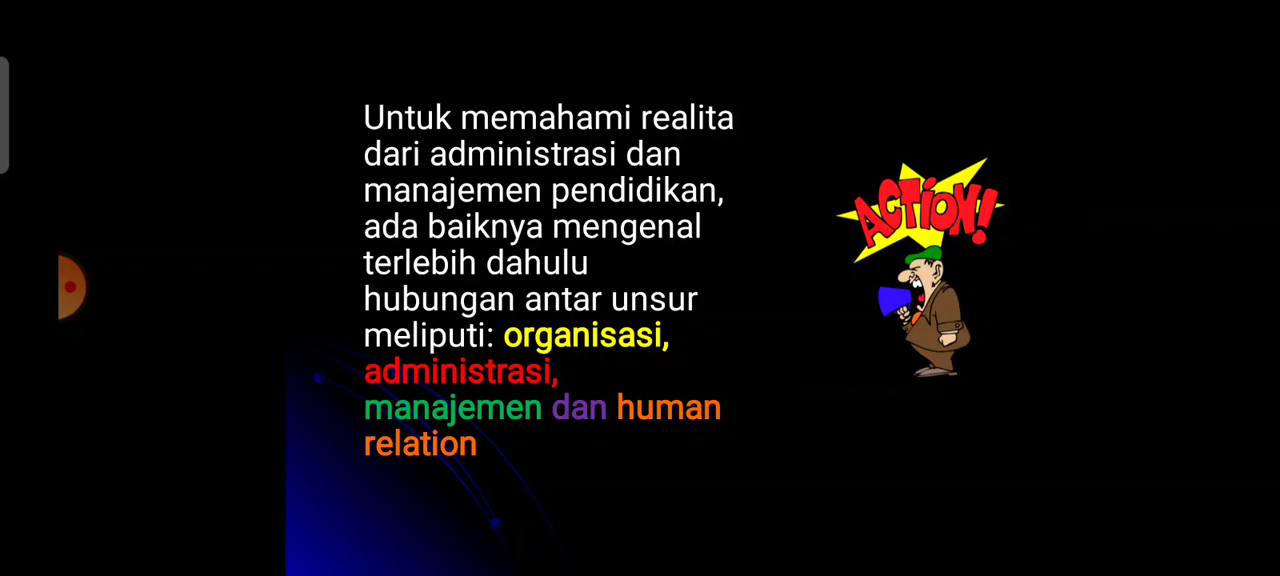 Untuk memahami realita
dari administrasi dan
manajemen pendidikan,
ada baiknya mengenal
terlebih dahulu
hubungan antar unsur
meliputi: organisasi,
administrasi,
manajemen dan human
relation
ACTION!